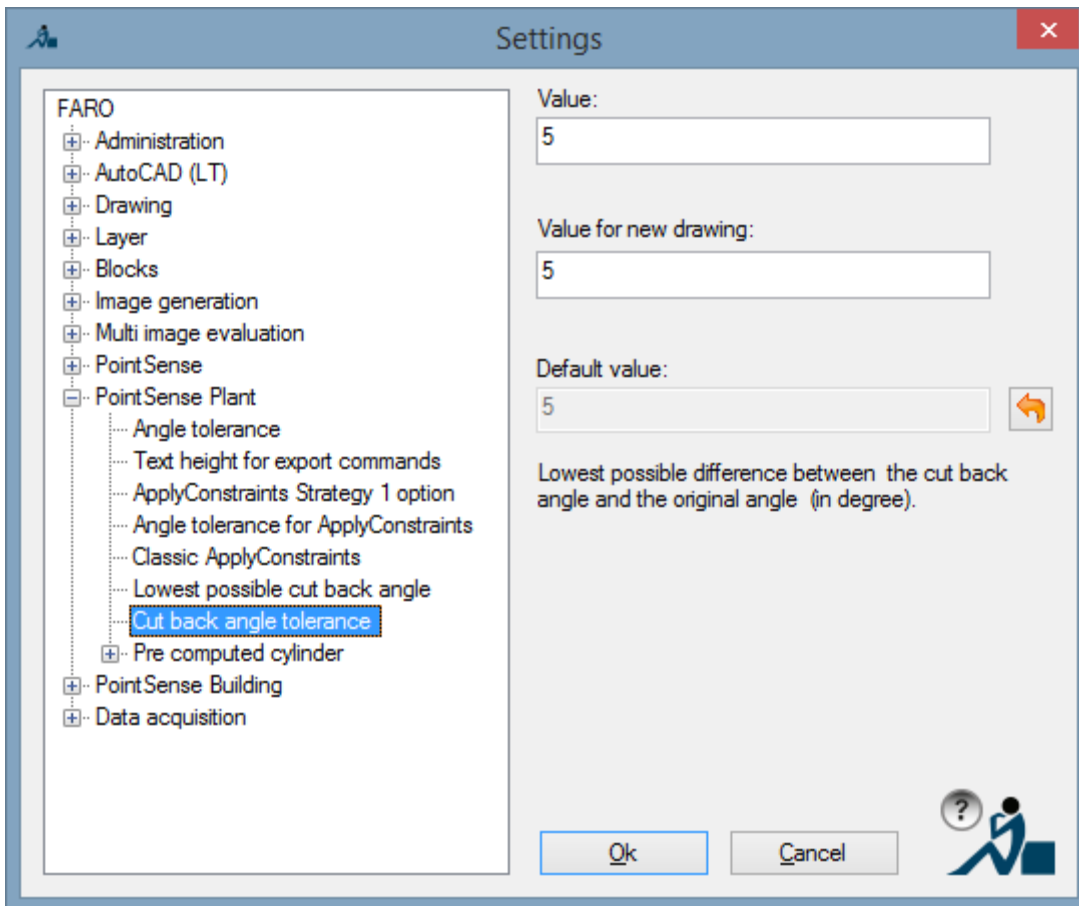 Settings
FARO
Administration
AutoCAD (LT)
Drawing
Layer
Blocks
Image generation
Multi image evaluation
PointSense
PointSense Plant
Angle tolerance
Text height for export commands
ApplyConstraints Strategy 1 option
Angle tolerance for ApplyConstraints
Classic ApplyConstraints
Lowest possible cut back angle
Cut back angle tolerance
Pre computed cylinder
PointSense Building
Data acquisition
Value:
5
Value for new drawing:
5
Default value:
5
Lowest possible difference between  the cut back
angle and the original angle  (in degree).
Ok
Cancel
?